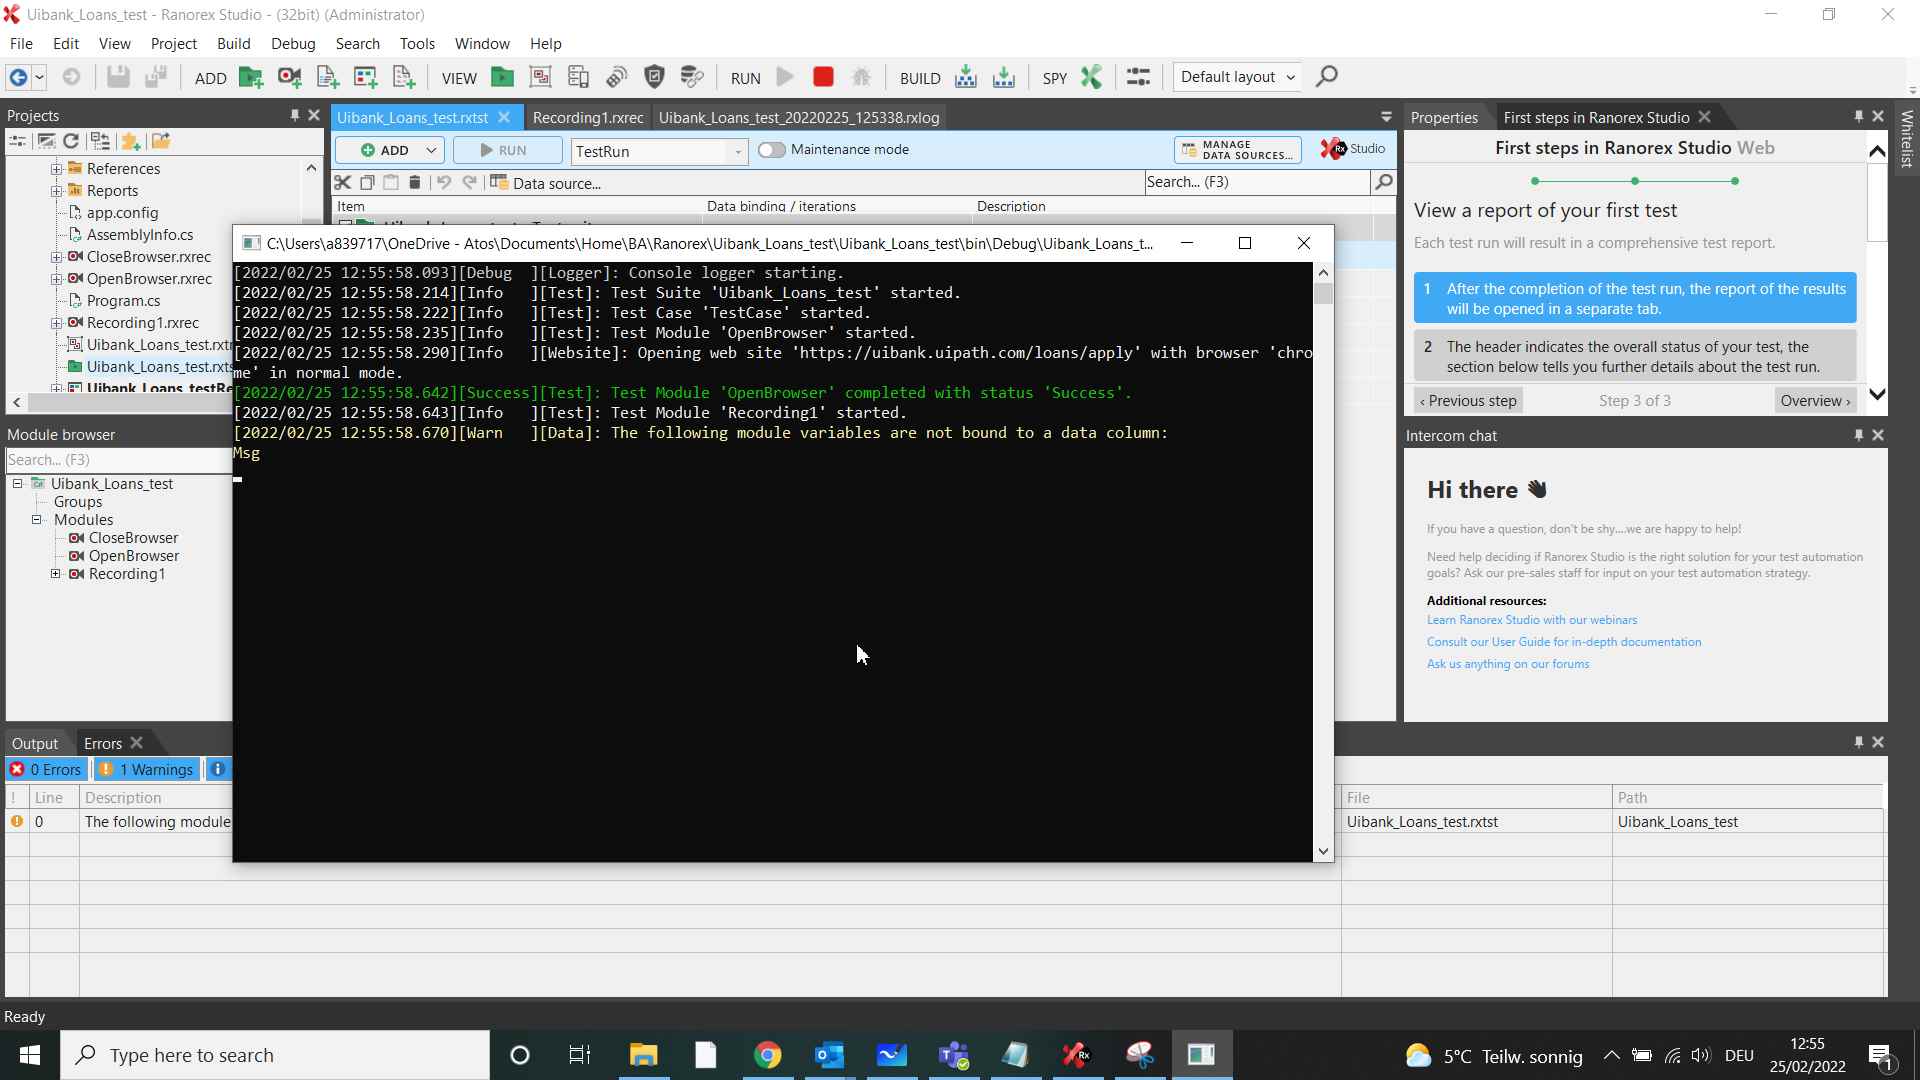 Uibank_Loans_test - Ranorex Studio - (32bit) (Administrator)
File Edit View Project Build Debug Search Tools Window Help
ADD VIEW RUN BUILD SPY Default layout
Projects
References
Reports
app.config
AssemblyInfo.cs
CloseBrowser.rxrec
OpenBrowser.rxrec
Program.cs
Recording1.rxrec
Uibank_Loans_test.rxtr
Uibank_Loans_test.rxts
Uibank_Loans_testRe
Uibank_Loans_test.rxtst Recording1.rxrec Uibank_Loans_test_20220225_125338.rxlog
ADD RUN TestRun Maintenance mode MANAGE
DATA SOURCES... Rx Studio
Data source... Search... (F3)
Item Data binding / iterations Description
C:\Users\a839717\OneDrive - Atos\Documents\Home\BA\Ranorex\Uibank_Loans_test\Uibank_Loans_test\bin\Debug\Uibank_Loans_t...
[2022/02/25 12:55:58.093][Debug  ][Logger]: Console logger starting.
[2022/02/25 12:55:58.214][Info   ][Test]: Test Suite 'Uibank_Loans_test' started.
[2022/02/25 12:55:58.222][Info   ][Test]: Test Case 'TestCase' started.
[2022/02/25 12:55:58.235][Info   ][Test]: Test Module 'OpenBrowser' started.
[2022/02/25 12:55:58.290][Info   ][Website]: Opening web site 'https://uibank.uipath.com/loans/apply' with browser 'chro
me' in normal mode.
[2022/02/25 12:55:58.642][Success][Test]: Test Module 'OpenBrowser' completed with status 'Success'.
[2022/02/25 12:55:58.643][Info   ][Test]: Test Module 'Recording1' started.
[2022/02/25 12:55:58.670][Warn   ][Data]: The following module variables are not bound to a data column:
Msg
Properties First steps in Ranorex Studio
Whitelist
First steps in Ranorex Studio Web
View a report of your first test
Each test run will result in a comprehensive test report.
1 After the completion of the test run, the report of the results
will be opened in a separate tab.
2 The header indicates the overall status of your test, the
section below tells you further details about the test run.
‹ Previous step Step 3 of 3 Overview ›
Intercom chat
Hi there
If you have a question, don't be shy....we are happy to help!
Need help deciding if Ranorex Studio is the right solution for your test automation
goals? Ask our pre-sales staff for input on your test automation strategy.
Additional resources:
Learn Ranorex Studio with our webinars
Consult our User Guide for in-depth documentation
Ask us anything on our forums
Module browser
Search... (F3)
Uibank_Loans_test
Groups
Modules
CloseBrowser
OpenBrowser
Recording1
Output Errors
0 Errors 1 Warnings
! Line Description File Path
0 The following module Uibank_Loans_test.rxtst Uibank_Loans_test
Ready
Type here to search
5°C Teilw. sonnig DEU 12:55
25/02/2022
1